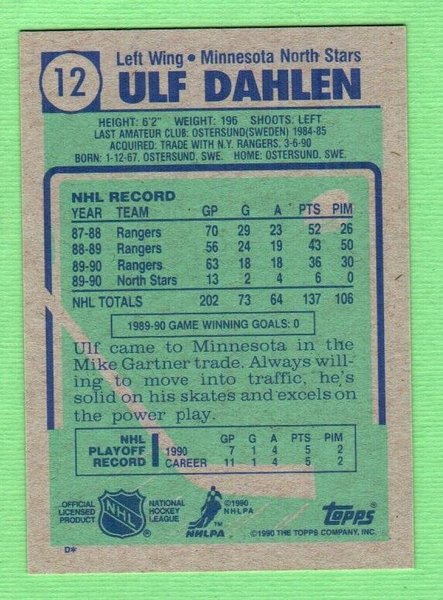 12
Left Wing • Minnesota North Stars
ULF DAHLEN
HEIGHT: 6'2" WEIGHT: 196 SHOOTS: LEFT
LAST AMATEUR CLUB: OSTERSUND(SWEDEN) 1984-85
ACQUIRED: TRADE WITH N.Y. RANGERS, 3-6-90
BORN: 1-12-67, OSTERSUND, SWE. HOME: OSTERSUND, SWE.
NHL RECORD
YEAR TEAM GP G A PTS PIM
87-88 Rangers 70 29 23 52 26
88-89 Rangers 56 24 19 43 50
89-90 Rangers 63 18 18 36 30
89-90 North Stars 13 2 4 6 0
NHL TOTALS 202 73 64 137 106
1989-90 GAME WINNING GOALS: 0
Ulf came to Minnesota in the
Mike Gartner trade. Always will-
ing to move into traffic, he's
solid on his skates and excels on
the power play.
NHL PLAYOFF RECORD
GP G A PTS PIM
1990 7 1 4 5 2
CAREER 11 1 4 5 2
OFFICIAL LICENSED PRODUCT
NHL
NATIONAL HOCKEY LEAGUE
NHLPA
©1990 NHLPA
TOPPS
©1990 THE TOPPS COMPANY, INC.
D*